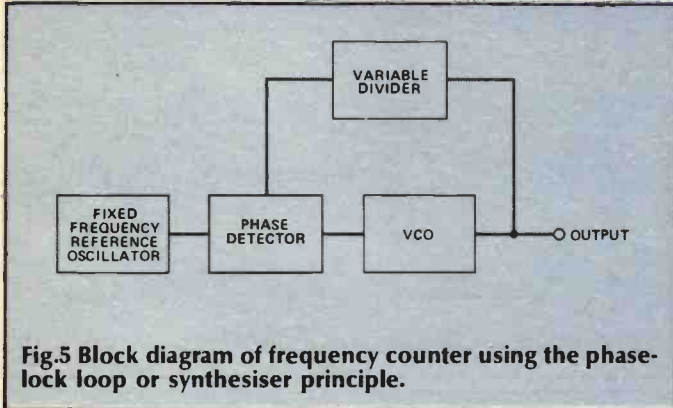 VARIABLE
DIVIDER
FIXED
FREQUENCY
REFERENCE
OSCILLATOR
PHASE
DETECTOR
VCO
OUTPUT
Fig.5 Block diagram of frequency counter using the phase-
lock loop or synthesiser principle.